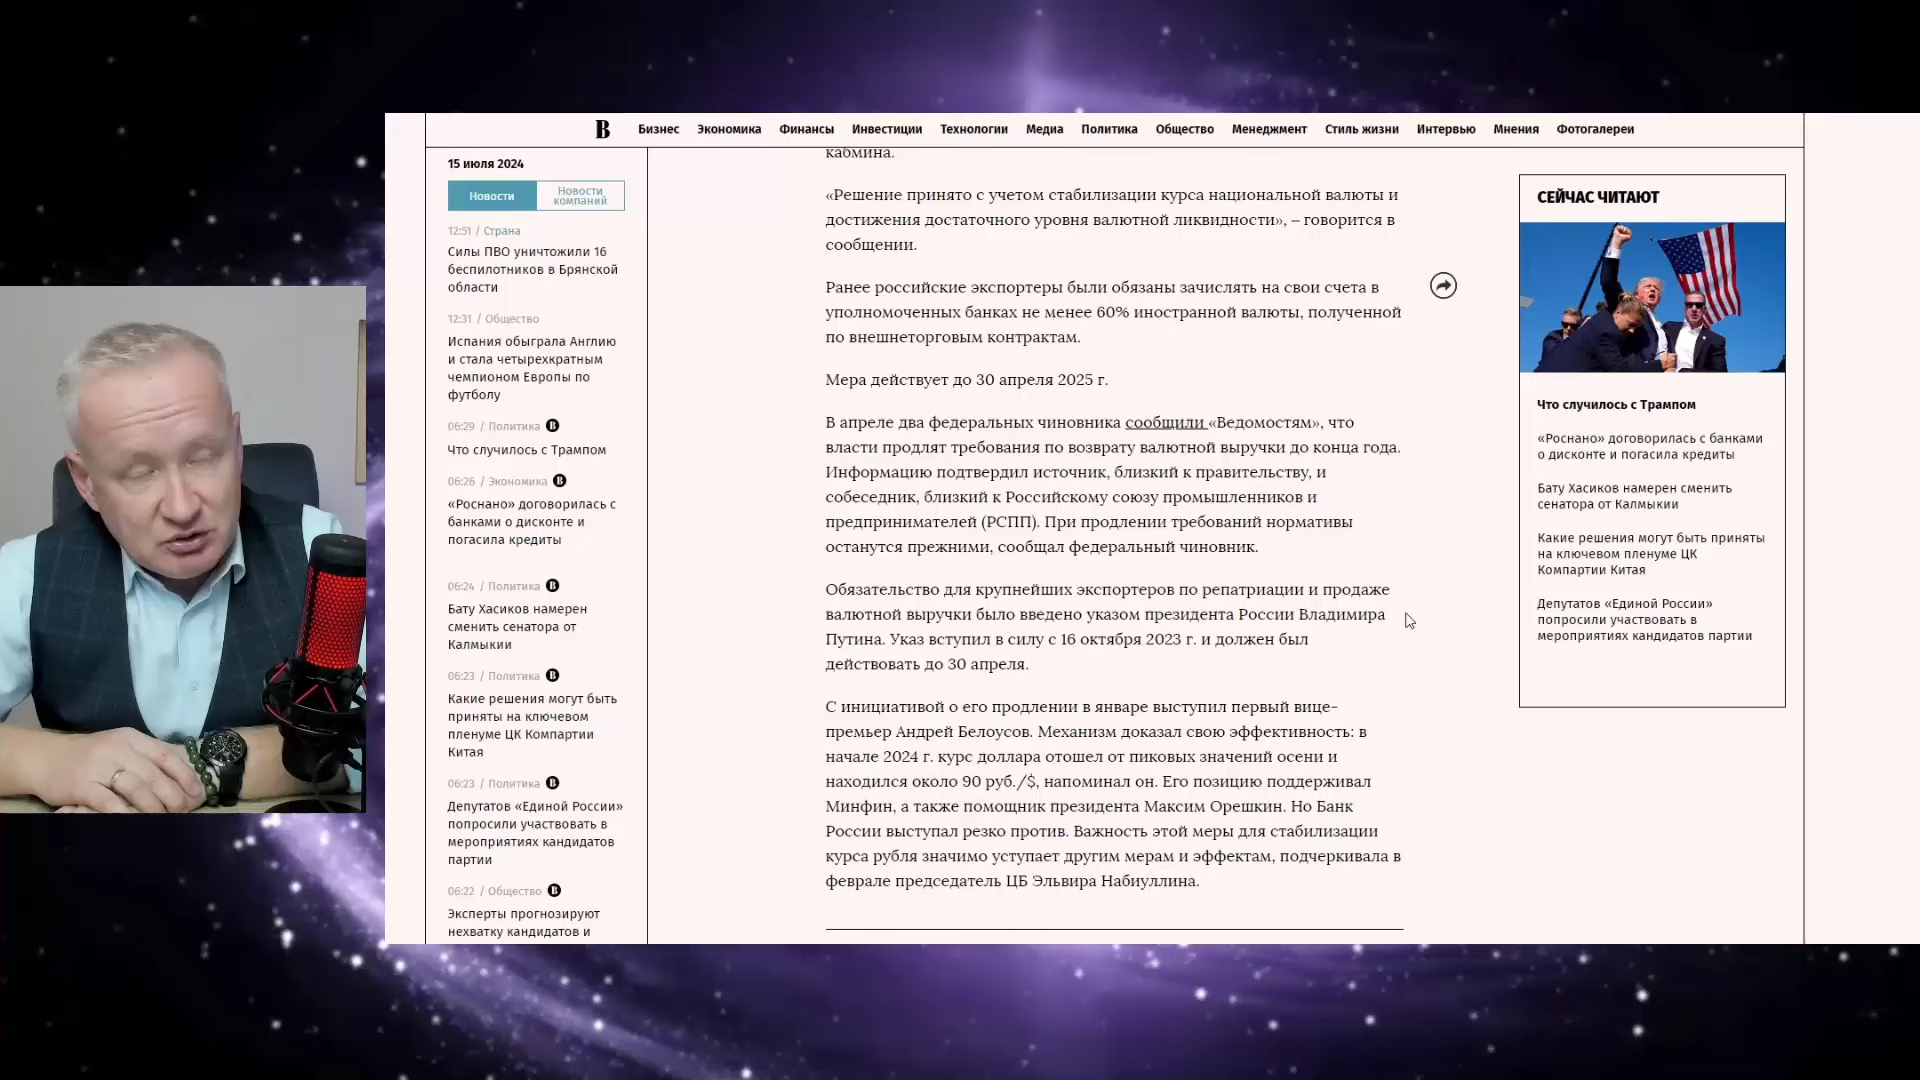 В Бизнес Экономика Финансы Инвестиции Технологии Медиа Политика Общество Менеджмент Стиль жизни Интервью Мнения Фотогалереи
15 июля 2024
Новости
Новости
компаний
12:51 / Страна
Силы ПВО уничтожили 16
беспилотников в Брянской
области
12:31 / Общество
Испания обыграла Англию
и стала четырехкратным
чемпионом Европы по
футболу
06:29 / Политика В
Что случилось с Трампом
06:26 / Экономика В
«Роснано» договорилась с
банками о дисконте и
погасила кредиты
06:24 / Политика В
Бату Хасиков намерен
сменить сенатора от
Калмыкии
06:23 / Политика В
Какие решения могут быть
приняты на ключевом
пленуме ЦК Компартии
Китая
06:23 / Политика В
Депутатов «Единой России»
попросили участвовать в
мероприятиях кандидатов
партии
06:22 / Общество В
Эксперты прогнозируют
нехватку кандидатов и
кабмина.
«Решение принято с учетом стабилизации курса национальной валюты и
достижения достаточного уровня валютной ликвидности», – говорится в
сообщении.
Ранее российские экспортеры были обязаны зачислять на свои счета в
уполномоченных банках не менее 60% иностранной валюты, полученной
по внешнеторговым контрактам.
Мера действует до 30 апреля 2025 г.
В апреле два федеральных чиновника сообщили «Ведомостям», что
власти продлят требования по возврату валютной выручки до конца года.
Информацию подтвердил источник, близкий к правительству, и
собеседник, близкий к Российскому союзу промышленников и
предпринимателей (РСПП). При продлении требований нормативы
останутся прежними, сообщал федеральный чиновник.
Обязательство для крупнейших экспортеров по репатриации и продаже
валютной выручки было введено указом президента России Владимира
Путина. Указ вступил в силу с 16 октября 2023 г. и должен был
действовать до 30 апреля.
С инициативой о его продлении в январе выступил первый вице-
премьер Андрей Белоусов. Механизм доказал свою эффективность: в
начале 2024 г. курс доллара отошел от пиковых значений осени и
находился около 90 руб./$, напоминал он. Его позицию поддерживал
Минфин, а также помощник президента Максим Орешкин. Но Банк
России выступал резко против. Важность этой меры для стабилизации
курса рубля значимо уступает другим мерам и эффектам, подчеркивала в
феврале председатель ЦБ Эльвира Набиуллина.
СЕЙЧАС ЧИТАЮТ
Что случилось с Трампом
«Роснано» договорилась с банками
о дисконте и погасила кредиты
Бату Хасиков намерен сменить
сенатора от Калмыкии
Какие решения могут быть приняты
на ключевом пленуме ЦК
Компартии Китая
Депутатов «Единой России»
попросили участвовать в
мероприятиях кандидатов партии